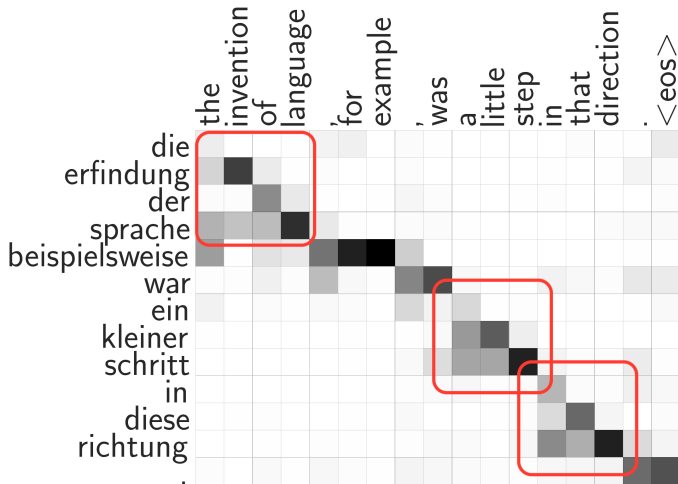 the
invention
of
language
,
for
example
,
was
a
little
step
in
that
direction
.
<eos>
die
erfindung
der
sprache
beispielsweise
war
ein
kleiner
schritt
in
diese
richtung
.